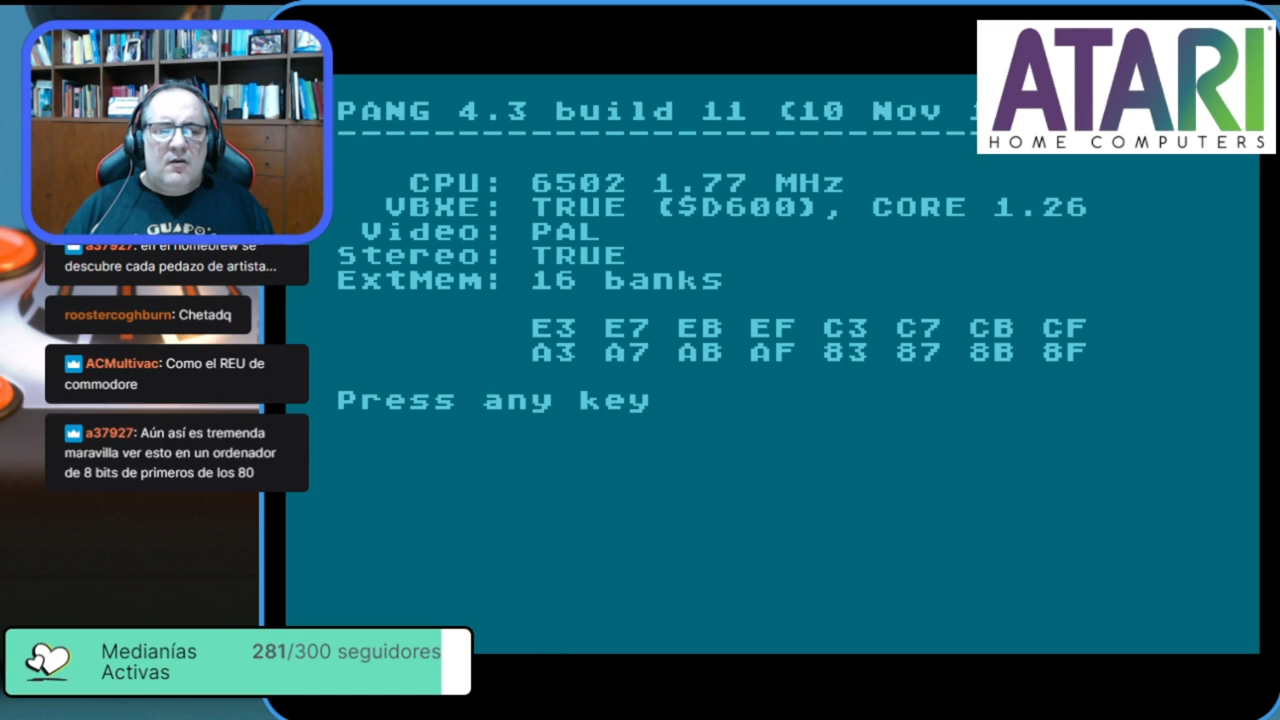 PANG 4.3 build 11 (10 Nov
ATARI
HOME COMPUTERS
CPU: 6502 1.77 MHz
VBXE: TRUE ($D600), CORE 1.26
Video: PAL
Stereo: TRUE
ExtMem: 16 banks
E3 E7 EB EF C3 C7 CB CF
A3 A7 AB AF 83 87 8B 8F
Press any key
GUAPO
a37927: en el homebrew se
descubre cada pedazo de artista...
roostercoghburn: Chetadq
ACMultivac: Como el REU de
commodore
a37927: Aún así es tremenda
maravilla ver esto en un ordenador
de 8 bits de primeros de los 80
Medianías
Activas
281/300 seguidores